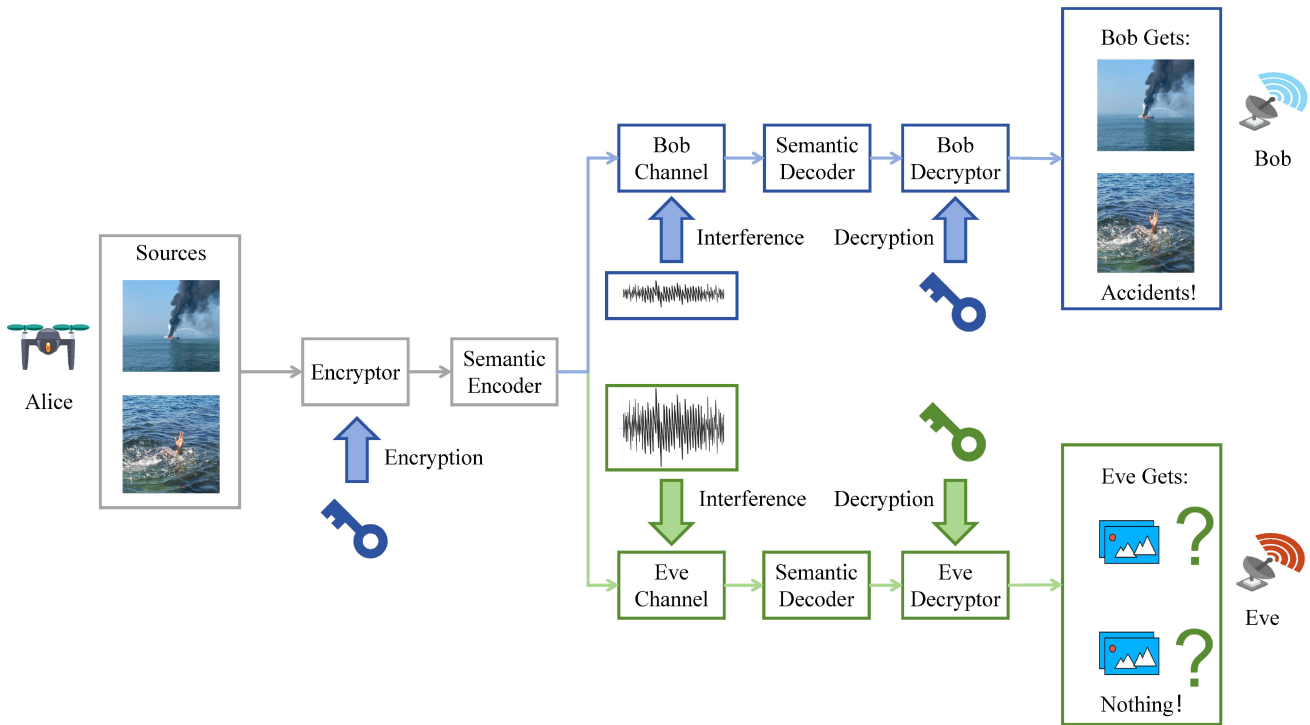 Alice
Sources
Encryptor
Encryption
Semantic
Encoder
Bob
Channel
Semantic
Decoder
Bob
Decryptor
Interference
Decryption
Bob Gets:
Accidents!
Bob
Interference
Decryption
Eve
Channel
Semantic
Decoder
Eve
Decryptor
Eve Gets:
?
?
Nothing!
Eve